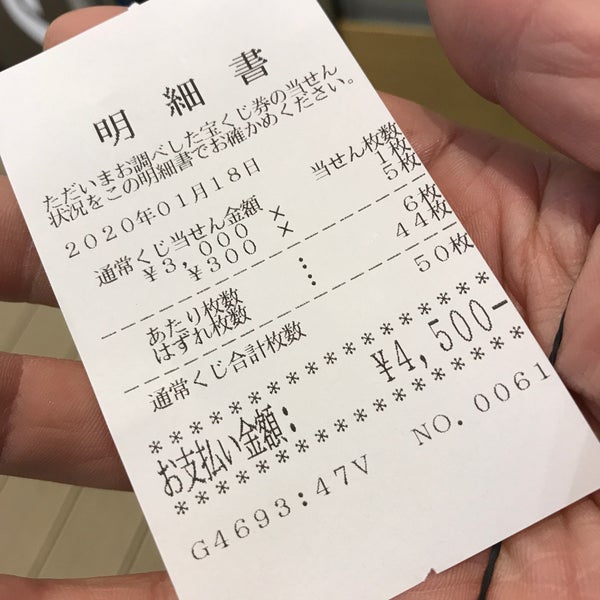 明細書
ただいまお調べした宝くじ券の当せん
状況をこの明細書でお確かめください。
2020年01月18日
通常くじ当せん金額 当せん枚数
¥3,000 × 1枚
¥300 × 5枚
あたり枚数 : 6枚
はずれ枚数 : 44枚
通常くじ合計枚数 50枚
お支払い金額: ¥4,500-
G4693:47V NO.0061